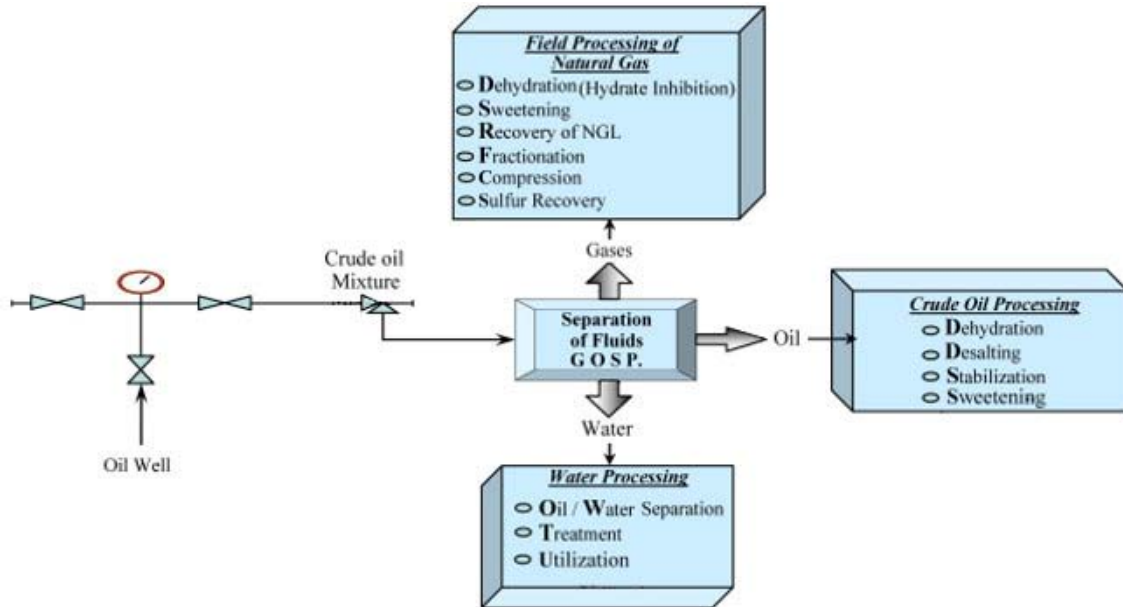 Field Processing of
Natural Gas
Dehydration (Hydrate Inhibition)
Sweetening
Recovery of NGL
Fractionation
Compression
Sulfur Recovery
Gases
Crude oil
Mixture
Separation
of Fluids
G O S P.
Oil
Crude Oil Processing
Dehydration
Desalting
Stabilization
Sweetening
Oil Well
Water
Water Processing
Oil / Water Separation
Treatment
Utilization